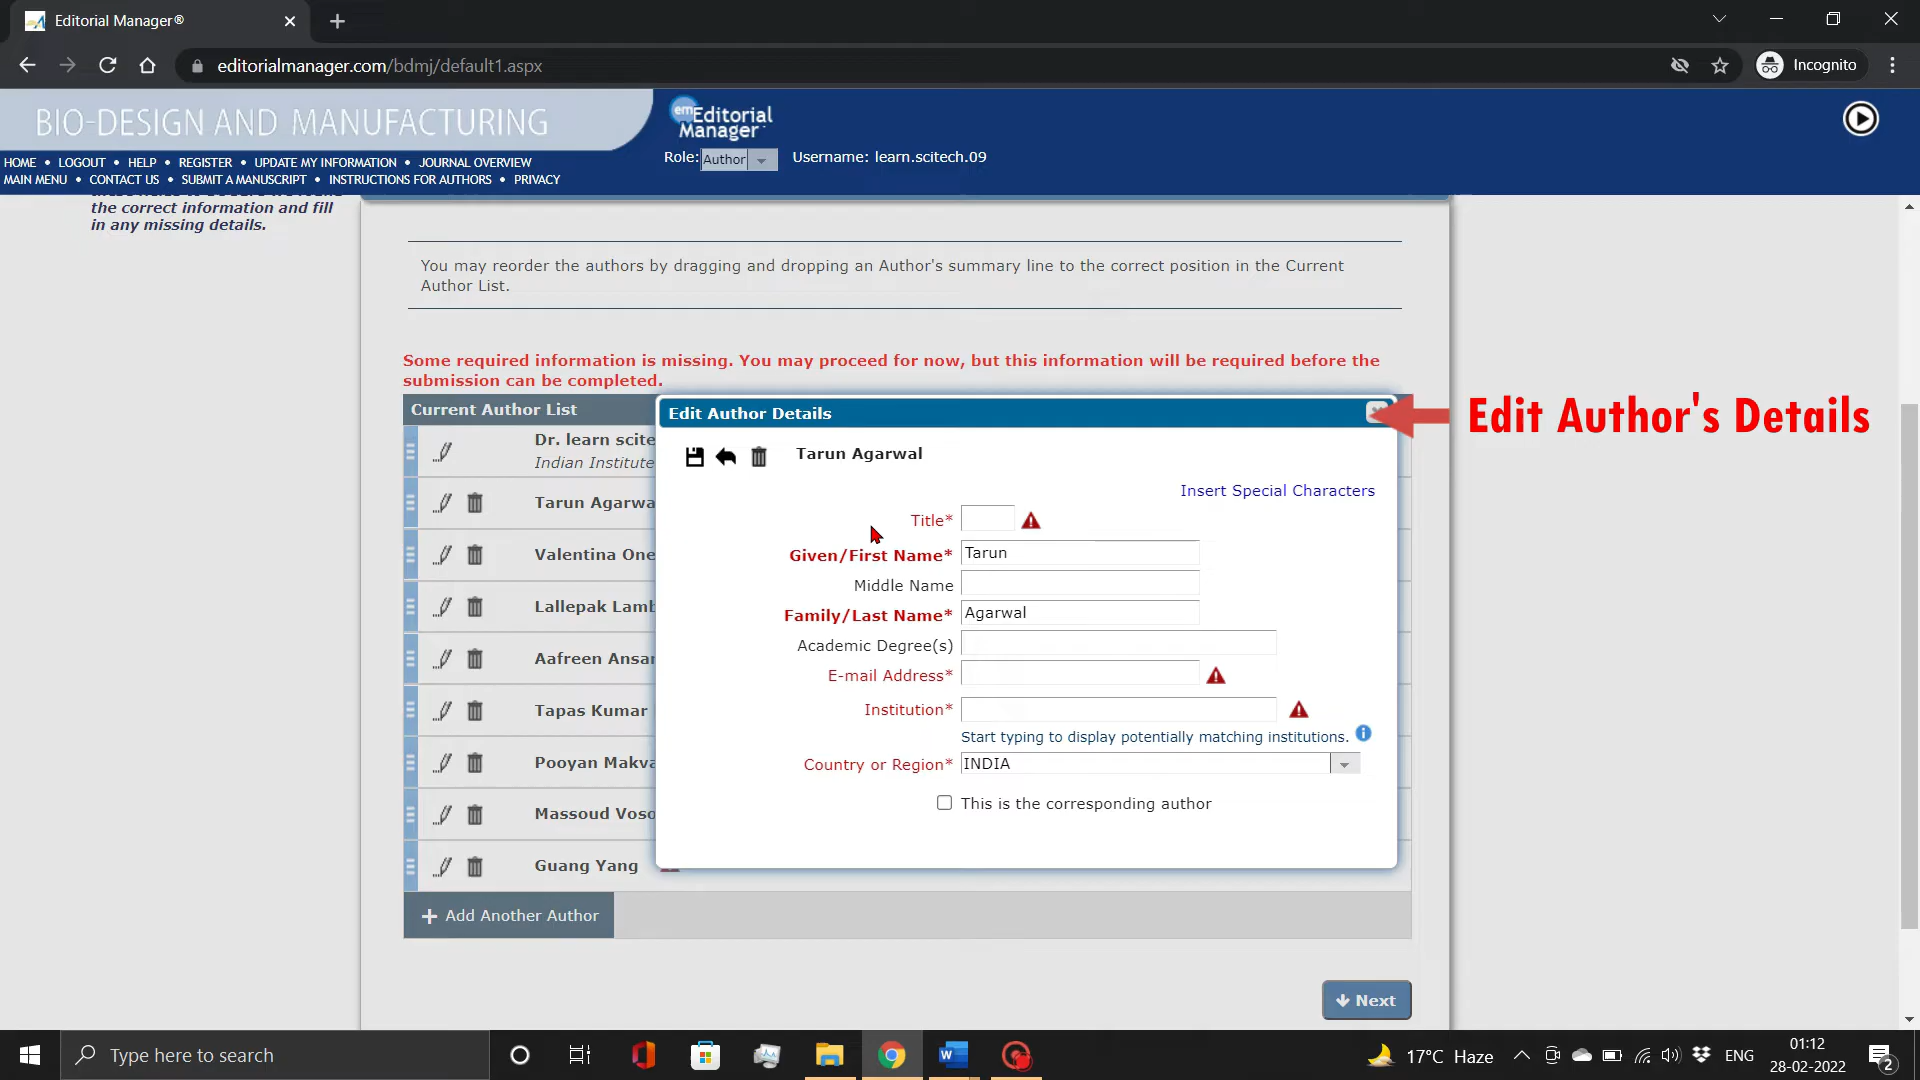 Editorial Manager®
editorialmanager.com/bdmj/default1.aspx
Incognito
BIO-DESIGN AND MANUFACTURING
em Editorial
Manager
HOME • LOGOUT • HELP • REGISTER • UPDATE MY INFORMATION • JOURNAL OVERVIEW
MAIN MENU • CONTACT US • SUBMIT A MANUSCRIPT • INSTRUCTIONS FOR AUTHORS • PRIVACY
Role: Author Username: learn.scitech.09
the correct information and fill
in any missing details.
You may reorder the authors by dragging and dropping an Author's summary line to the correct position in the Current
Author List.
Some required information is missing. You may proceed for now, but this information will be required before the
submission can be completed.
Current Author List
Dr. learn scite
Indian Institute
Tarun Agarwa
Valentina One
Lallepak Lamb
Aafreen Ansar
Tapas Kumar
Pooyan Makva
Massoud Voso
Guang Yang
+ Add Another Author
Edit Author Details
Tarun Agarwal
Insert Special Characters
Title*
Given/First Name* Tarun
Middle Name
Family/Last Name* Agarwal
Academic Degree(s)
E-mail Address*
Institution*
Start typing to display potentially matching institutions.
Country or Region* INDIA
This is the corresponding author
Edit Author's Details
Next
Type here to search
17°C Haze
ENG
01:12
28-02-2022
2